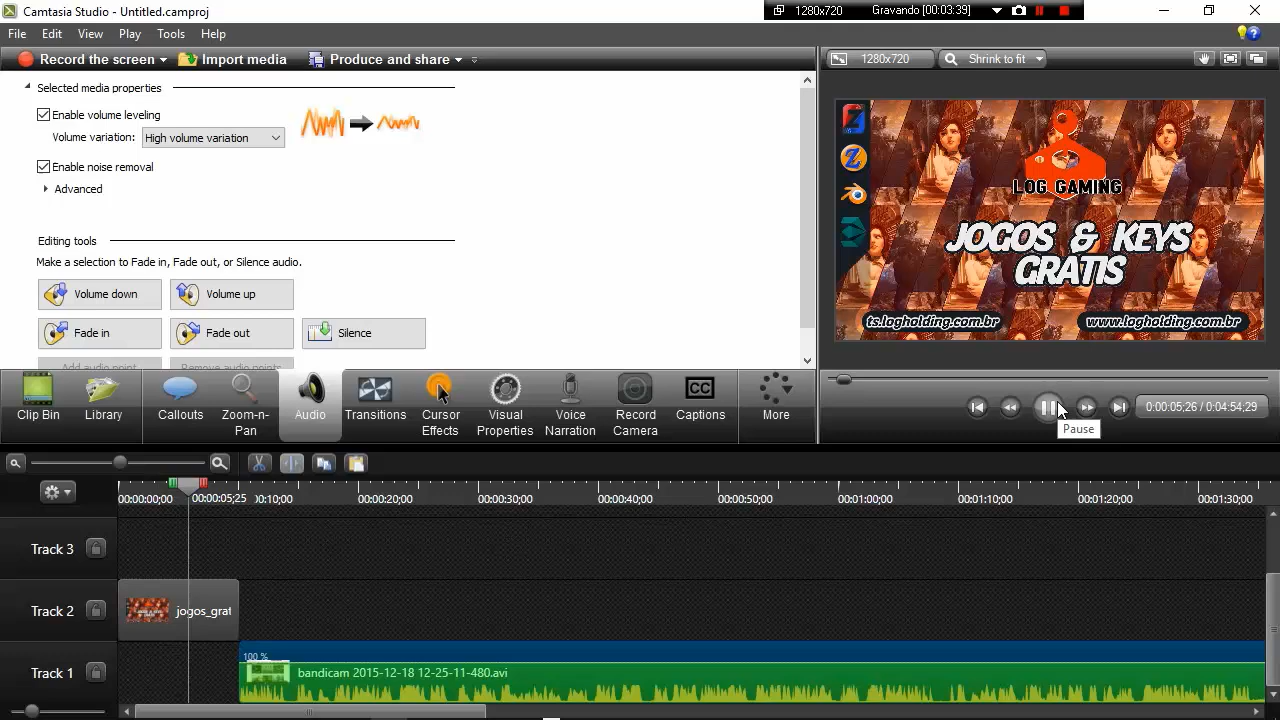 Camtasia Studio - Untitled.camproj
1280x720
Gravando [00:03:39]
File Edit View Play Tools Help
Record the screen
Import media
Produce and share
1280x720
Shrink to fit
Selected media properties
Enable volume leveling
Volume variation:
High volume variation
Enable noise removal
Advanced
Editing tools
Make a selection to Fade in, Fade out, or Silence audio.
Volume down
Volume up
Fade in
Fade out
Silence
Add audio point
Remove audio points
LOG GAMING
JOGOS & KEYS
GRATIS
ts.logholding.com.br
www.logholding.com.br
Clip Bin
Library
Callouts
Zoom-n-
Pan
Audio
Transitions
Cursor
Effects
Visual
Properties
Voice
Narration
Record
Camera
CC
Captions
More
0:00:05;26 / 0:04:54;29
Pause
00:00:00;00
00:00:05;25
00:10;00
00:00:20;00
00:00:30;00
00:00:40;00
00:00:50;00
00:01:00;00
00:01:10;00
00:01:20;00
00:01:30;00
Track 3
Track 2
jogos_grat
Track 1
100 %
bandicam 2015-12-18 12-25-11-480.avi